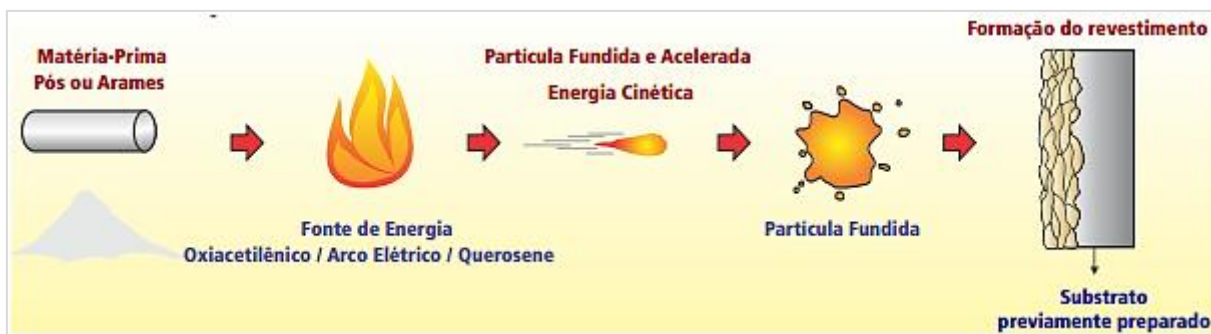 Matéria-Prima
Pós ou Arames
Fonte de Energia
Oxiacetilênico / Arco Elétrico / Querosene
Partícula Fundida e Acelerada
Energia Cinética
Partícula Fundida
Formação do revestimento
Substrato
previamente preparado